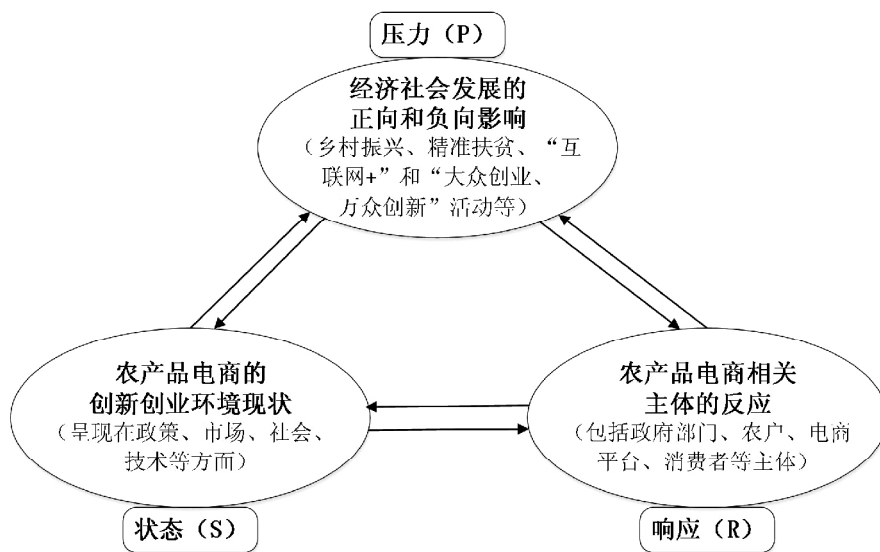 压力（P）
经济社会发展的
正向和负向影响
（乡村振兴、精准扶贫、“互
联网+”和“大众创业、
万众创新”活动等）
农产品电商的
创新创业环境现状
（呈现在政策、市场、社会、
技术等方面）
状态（S）
农产品电商相关
主体的反应
（包括政府部门、农户、电商
平台、消费者等主体）
响应（R）